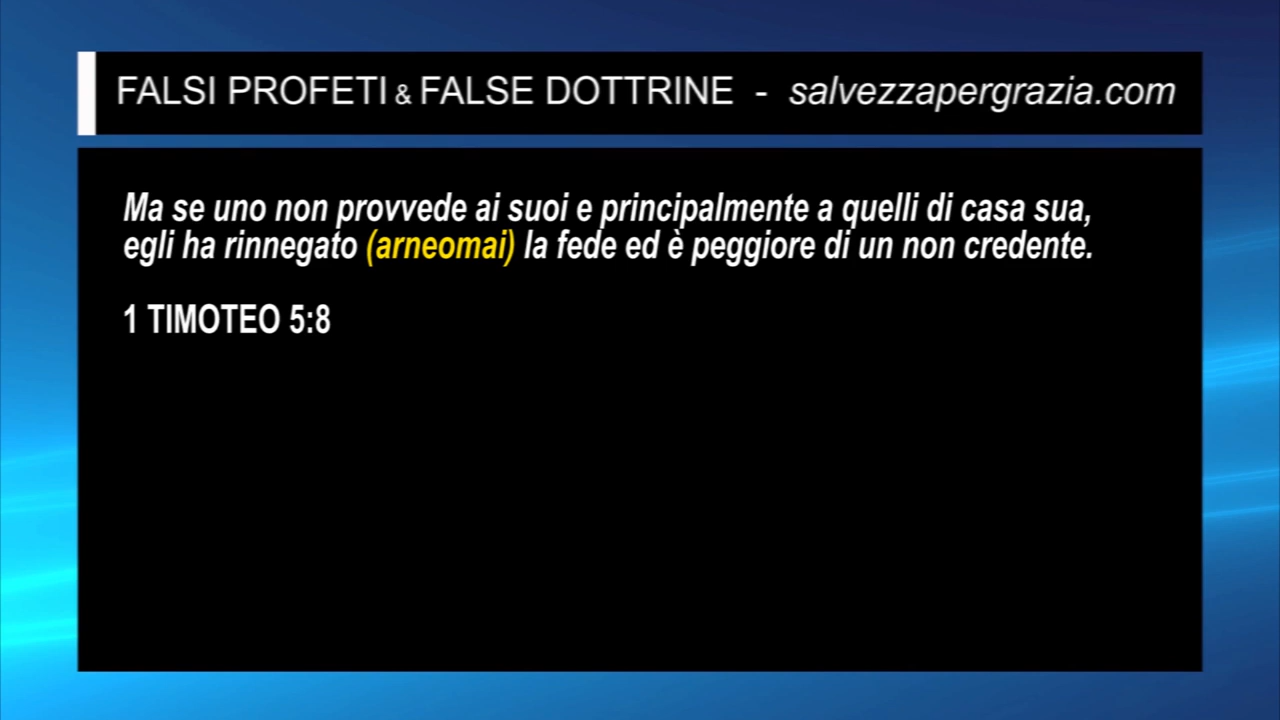 FALSI PROFETI & FALSE DOTTRINE - salvezzapergrazia.com
Ma se uno non provvede ai suoi e principalmente a quelli di casa sua,
egli ha rinnegato (arneomai) la fede ed è peggiore di un non credente.
1 TIMOTEO 5:8